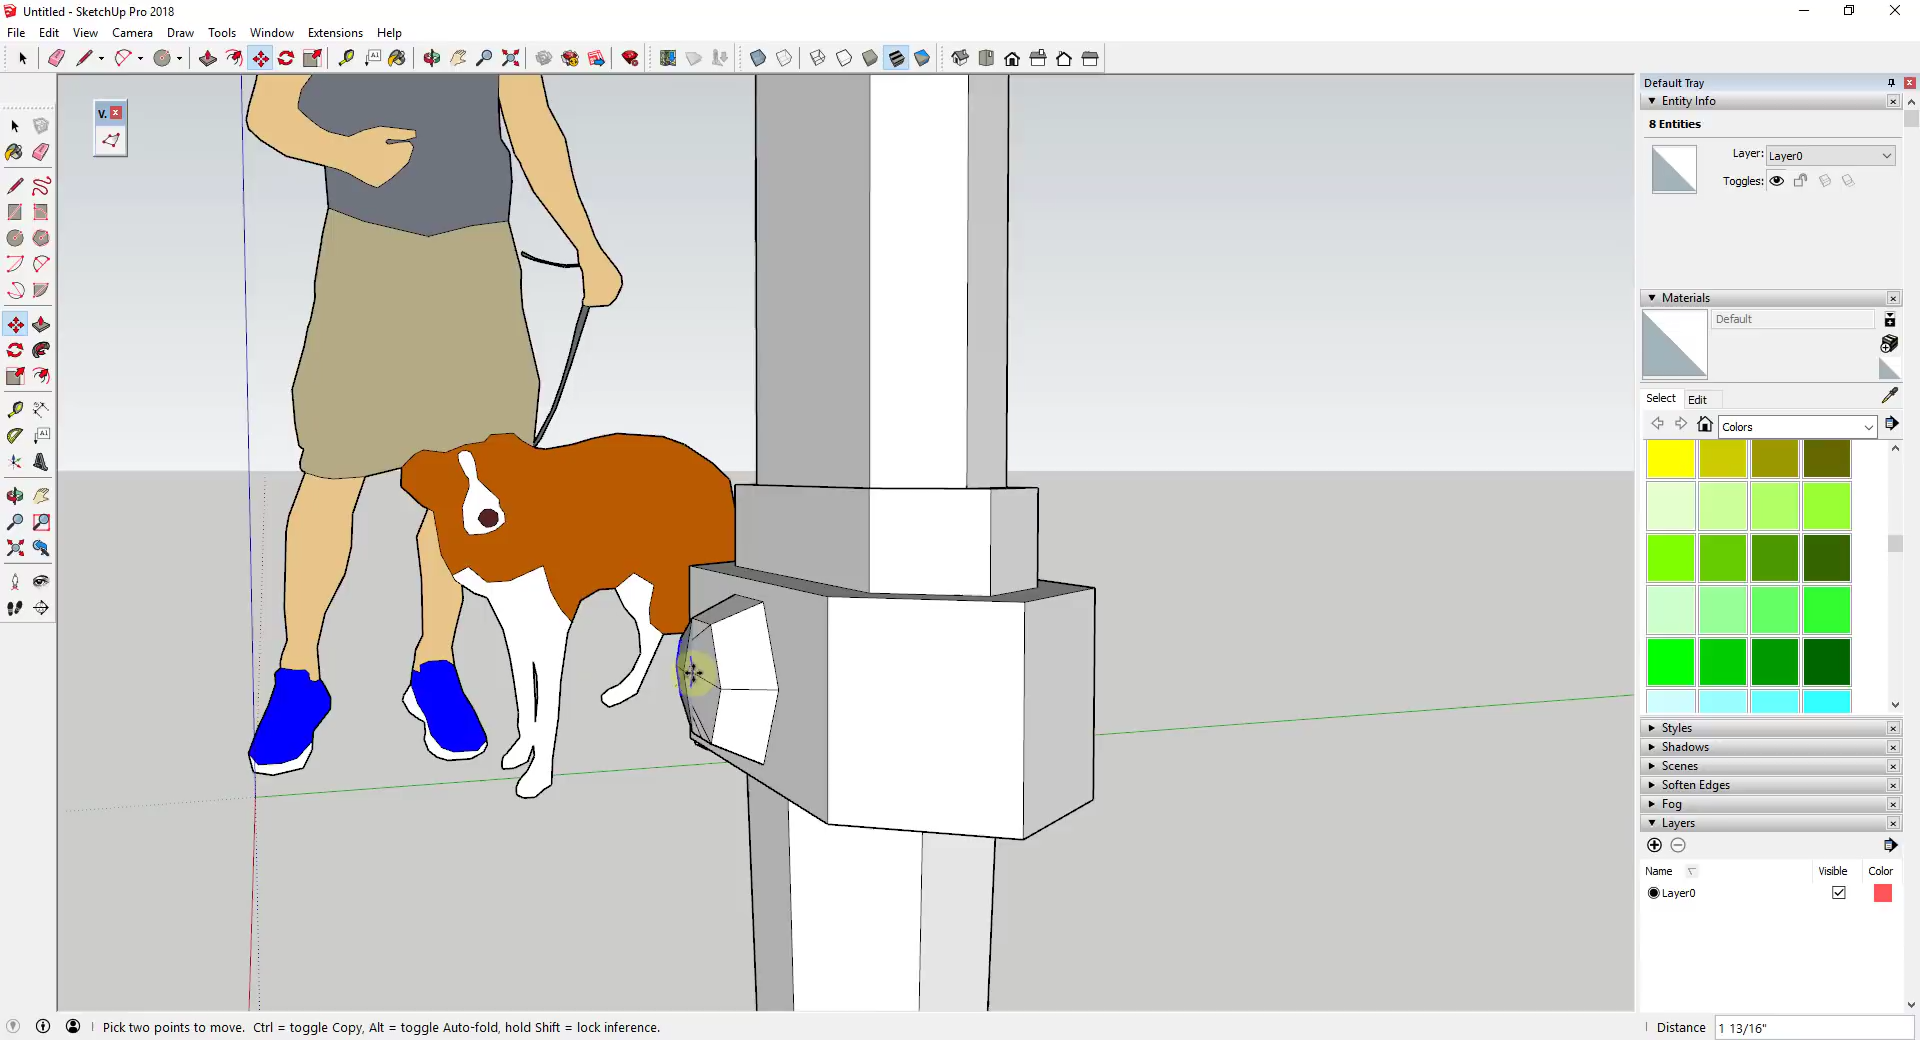 Untitled - SketchUp Pro 2018
File Edit View Camera Draw Tools Window Extensions Help
V.
Default Tray
Entity Info
8 Entities
Layer: Layer0
Toggles:
Materials
Default
Select Edit
Colors
Styles
Shadows
Scenes
Soften Edges
Fog
Layers
Name Visible Color
Layer0
Pick two points to move. Ctrl = toggle Copy, Alt = toggle Auto-fold, hold Shift = lock inference.
Distance 1 13/16"